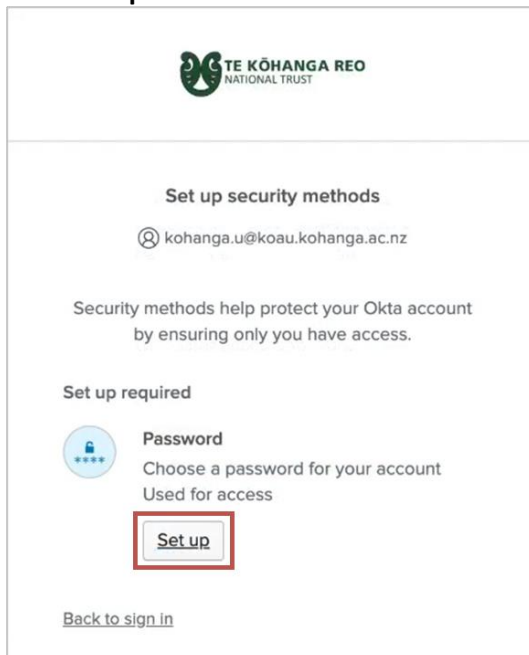 TE KŌHANGA REO
NATIONAL TRUST
Set up security methods
kohanga.u@koau.kohanga.ac.nz
Security methods help protect your Okta account
by ensuring only you have access.
Set up required
****
Password
Choose a password for your account
Used for access
Set up
Back to sign in